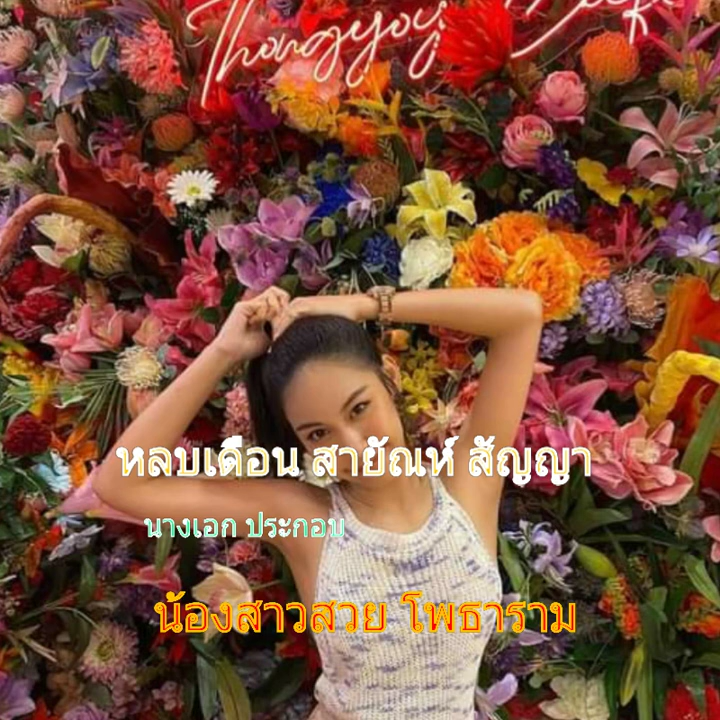 Thongyoy
หลบเดือน สายัณห์ สัญญา
นางเอก ประกอบ
น้องสาวสวย โพธาราม